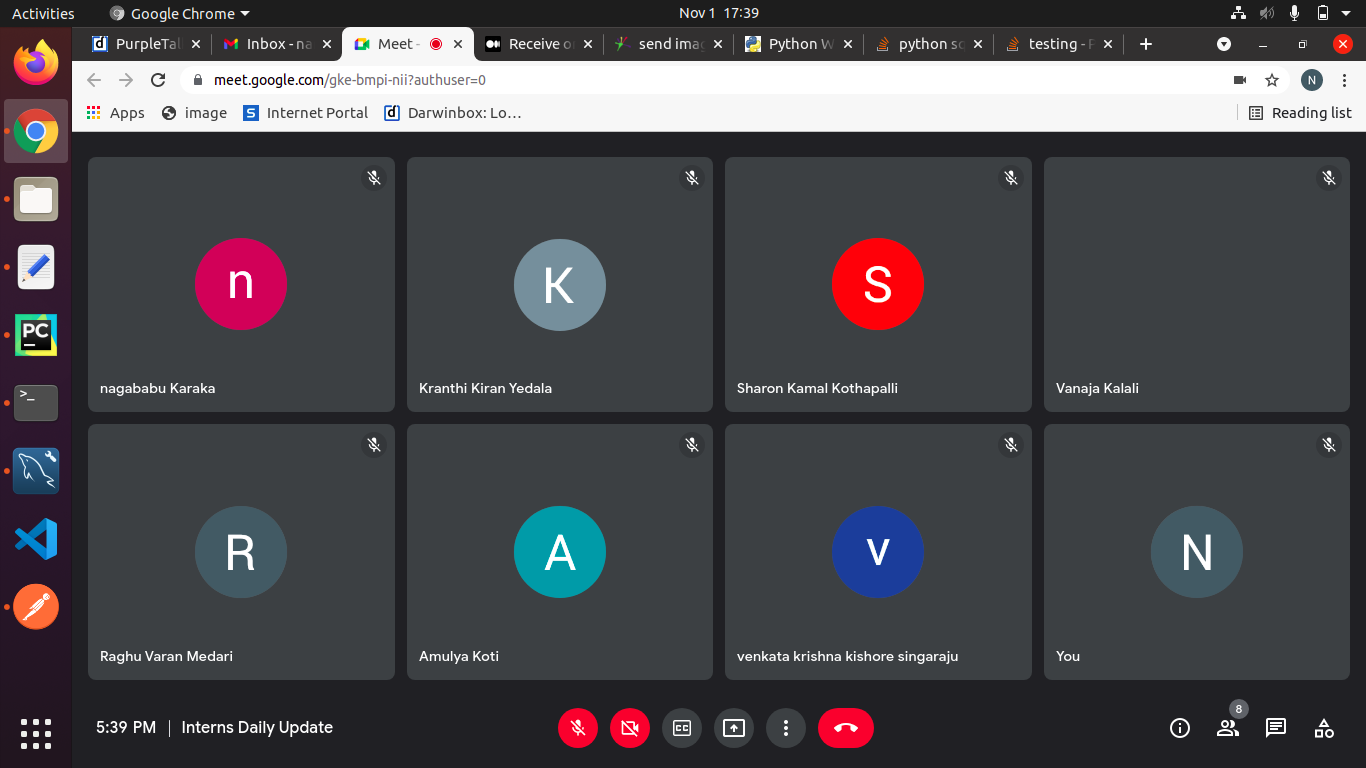 Activities Google Chrome Nov 1 17:39
PurpleTal Inbox - na Meet - Receive o send imag Python W python sc testing - P
meet.google.com/gke-bmpi-nii?authuser=0 N
Apps image Internet Portal Darwinbox: Lo… Reading list
n K S
nagababu Karaka Kranthi Kiran Yedala Sharon Kamal Kothapalli Vanaja Kalali
R A v N
Raghu Varan Medari Amulya Koti venkata krishna kishore singaraju You
PC
>_
5:39 PM | Interns Daily Update CC 8